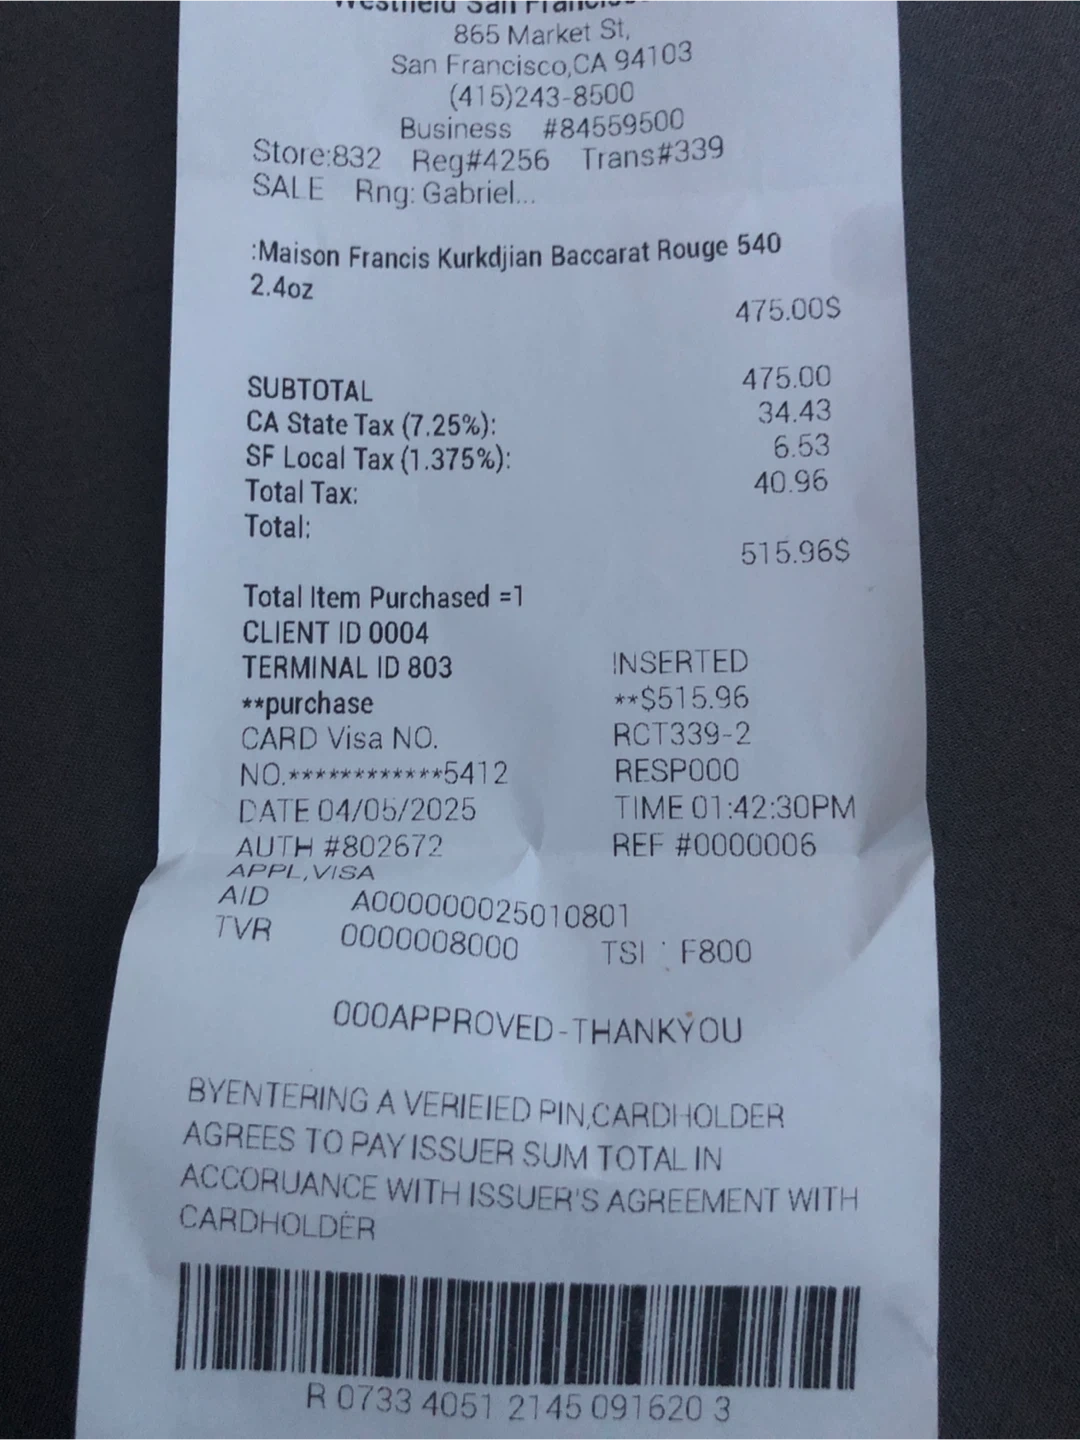 Westfield San Francisco
865 Market St,
San Francisco,CA 94103
(415)243-8500
Business #84559500
Store:832 Reg#4256 Trans#339
SALE Rng: Gabriel...
:Maison Francis Kurkdjian Baccarat Rouge 540
2.4oz
475.00$
SUBTOTAL 475.00
CA State Tax (7.25%): 34.43
SF Local Tax (1.375%): 6.53
Total Tax: 40.96
Total:
515.96$
Total Item Purchased =1
CLIENT ID 0004
TERMINAL ID 803 INSERTED
**purchase **$515.96
CARD Visa NO. RCT339-2
NO.************5412 RESP000
DATE 04/05/2025 TIME 01:42:30PM
AUTH #802672 REF #0000006
APPL,VISA
AID A000000025010801
TVR 0000008000 TSI : F800
000APPROVED-THANKYOU
BYENTERING A VERIEIED PIN,CARDHOLDER
AGREES TO PAY ISSUER SUM TOTAL IN
ACCORUANCE WITH ISSUER'S AGREEMENT WITH
CARDHOLDER
R 0733 4051 2145 091620 3